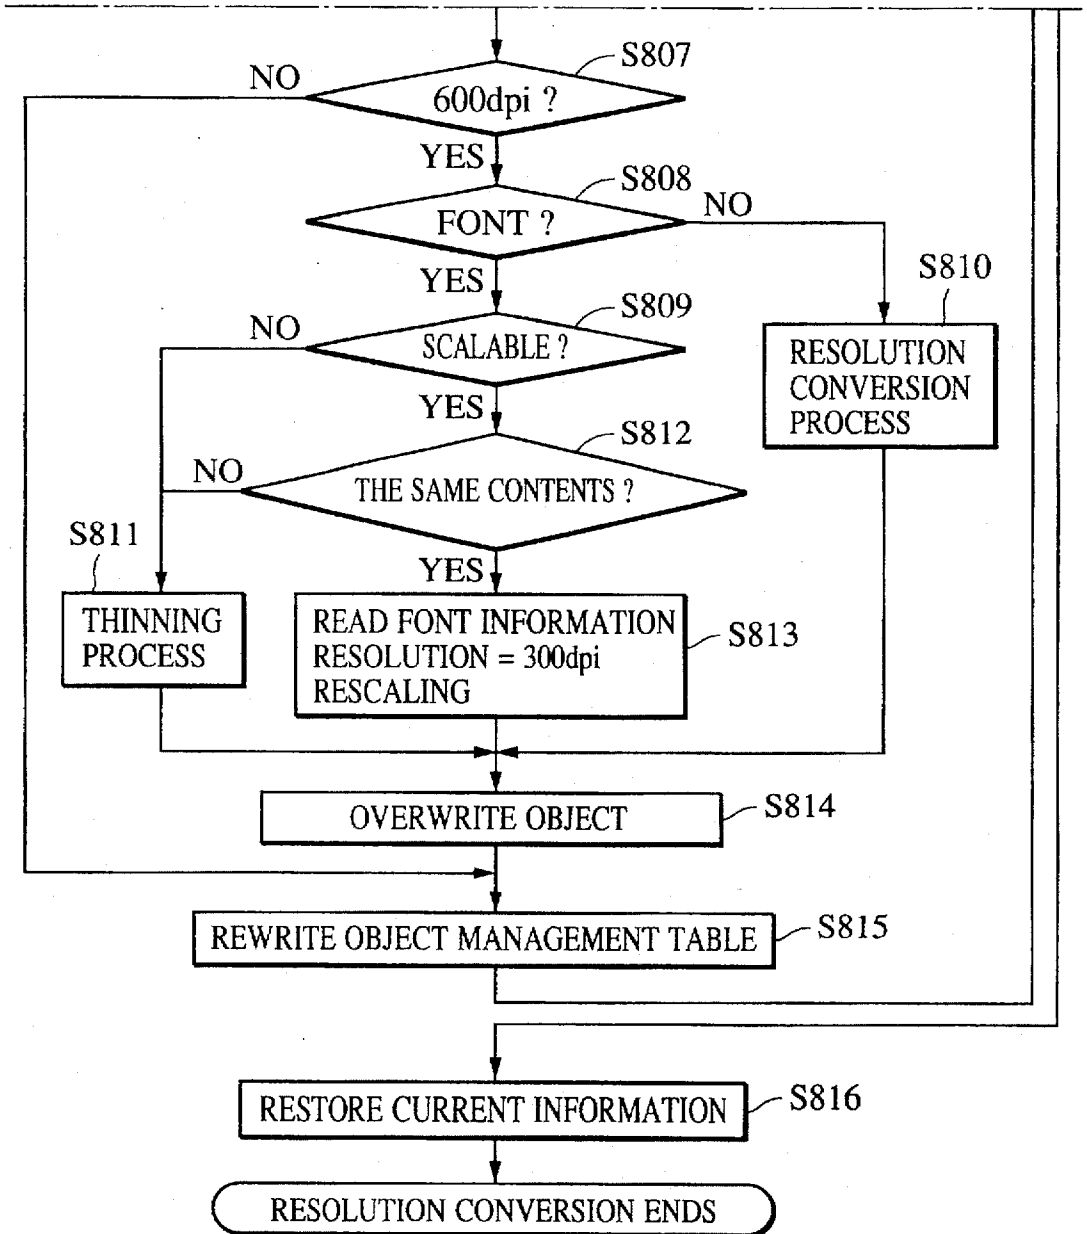 S807
NO
600dpi ?
YES
S808
FONT ?
NO
YES
S810
S809
NO
SCALABLE ?
RESOLUTION
CONVERSION
PROCESS
YES
S812
NO
THE SAME CONTENTS ?
S811
YES
THINNING
PROCESS
READ FONT INFORMATION
RESOLUTION = 300dpi
RESCALING
S813
OVERWRITE OBJECT
S814
REWRITE OBJECT MANAGEMENT TABLE
S815
RESTORE CURRENT INFORMATION
S816
RESOLUTION CONVERSION ENDS